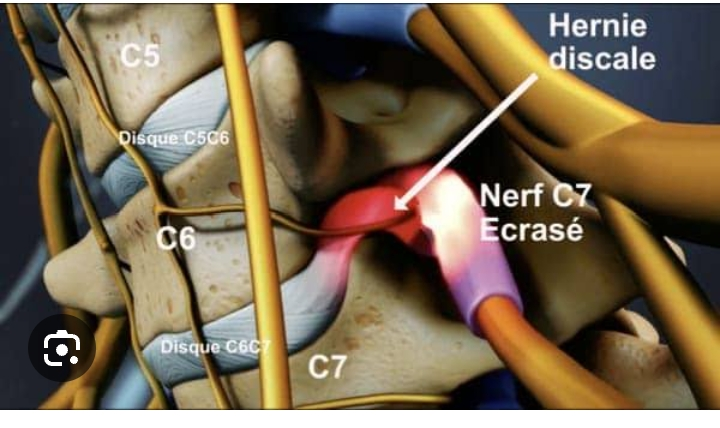 Hernie
discale
C5
Disque C5C6
Nerf C7
Ecrasé
C6
Disque C6C7
C7